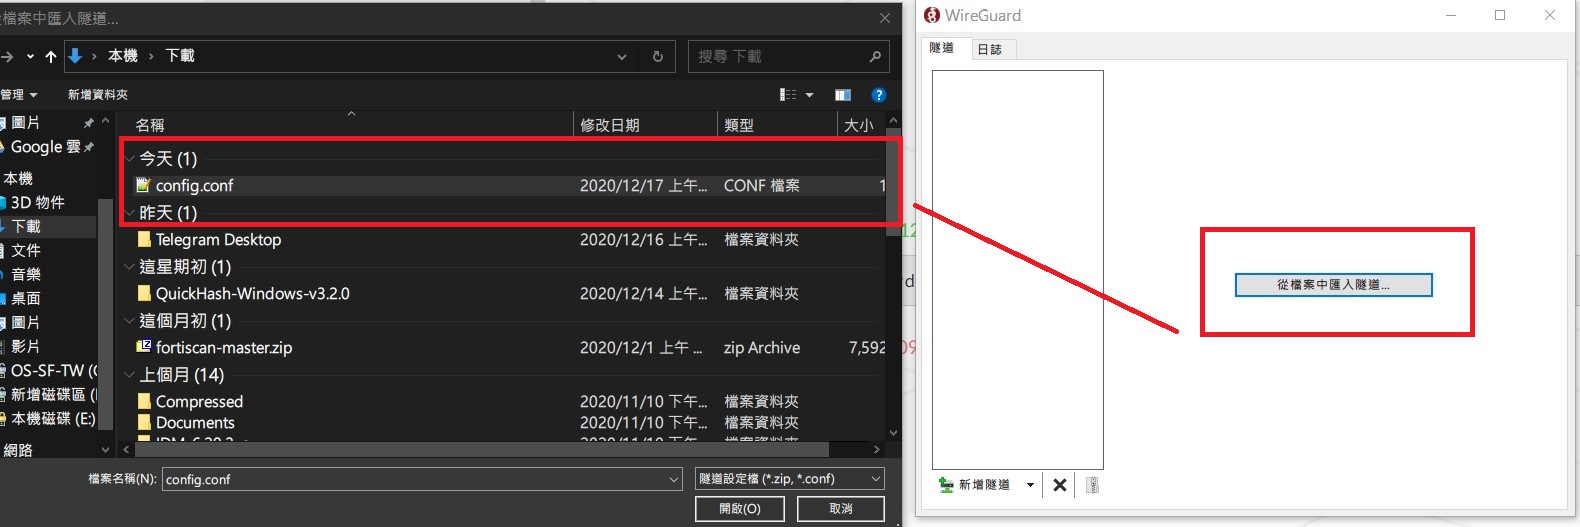 從檔案中匯入隧道...
本機 › 下載
搜尋 下載
管理
新增資料夾
名稱
修改日期
類型
大小
圖片
Google 雲
本機
3D 物件
下載
文件
音樂
桌面
圖片
影片
OS-SF-TW (
新增磁碟區 (
本機磁碟 (E:)
網路
今天 (1)
config.conf 2020/12/17 上午... CONF 檔案 1
昨天 (1)
Telegram Desktop 2020/12/16 上午... 檔案資料夾
這星期初 (1)
QuickHash-Windows-v3.2.0 2020/12/14 上午... 檔案資料夾
這個月初 (1)
fortiscan-master.zip 2020/12/1 上午 ... zip Archive 7,592
上個月 (14)
Compressed 2020/11/10 下午... 檔案資料夾
Documents 2020/11/10 下午... 檔案資料夾
檔案名稱(N):
config.conf
隧道設定檔 (*.zip, *.conf)
開啟(O)
取消
12
d
09
WireGuard
隧道
日誌
從檔案中匯入隧道...
新增隧道